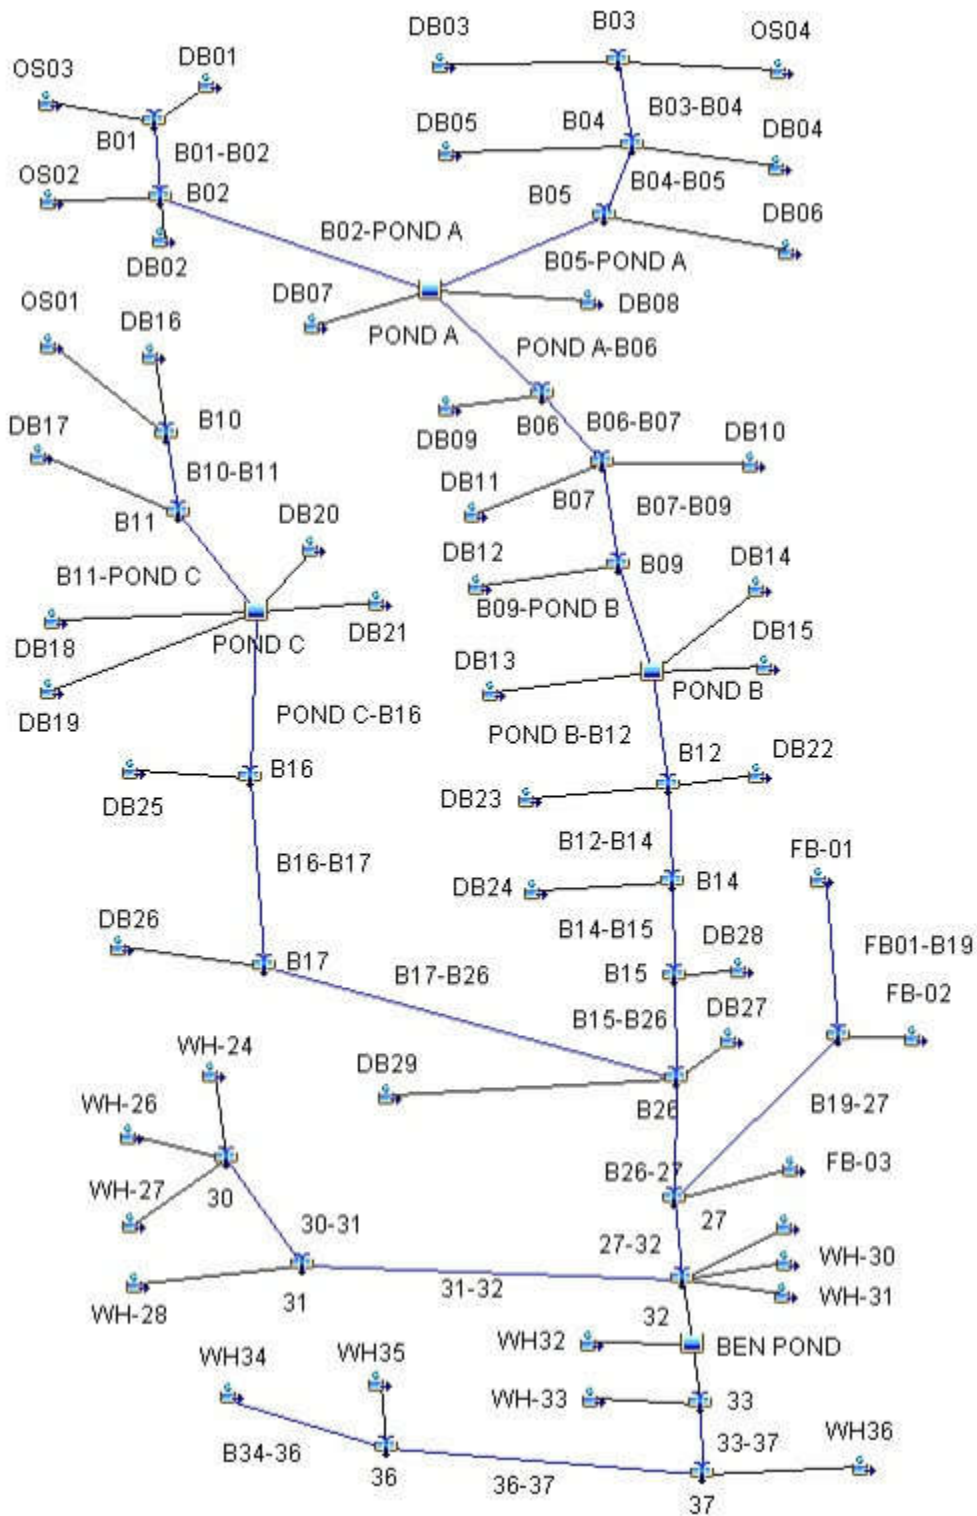 DB03
B03
OS04
OS03
DB01
B03-B04
DB05
B04
DB04
B01
B01-B02
OS02
B02
B05
B04-B05
DB06
B02-POND A
B05-POND A
DB02
OS01
DB16
DB07
DB08
POND A
POND A-B06
DB17
B10
DB09
B06
B06-B07
DB10
B10-B11
DB11
B07
B07-B09
B11
DB20
DB12
B09
DB14
B11-POND C
B09-POND B
DB18
POND C
DB21
DB15
DB13
DB19
POND B
POND C-B16
POND B-B12
B16
B12
DB22
DB25
DB23
B16-B17
B12-B14
FB-01
DB24
B14
DB26
B14-B15
DB28
B17
B17-B26
B15
FB01-B19
FB-02
B15-B26
DB27
WH-24
DB29
WH-26
B26
B19-27
WH-27
30
B26-27
FB-03
27
30-31
27-32
WH-30
WH-28
31
31-32
WH-31
32
WH32
BEN POND
WH34
WH35
WH-33
33
B34-36
36
33-37
WH36
36-37
37